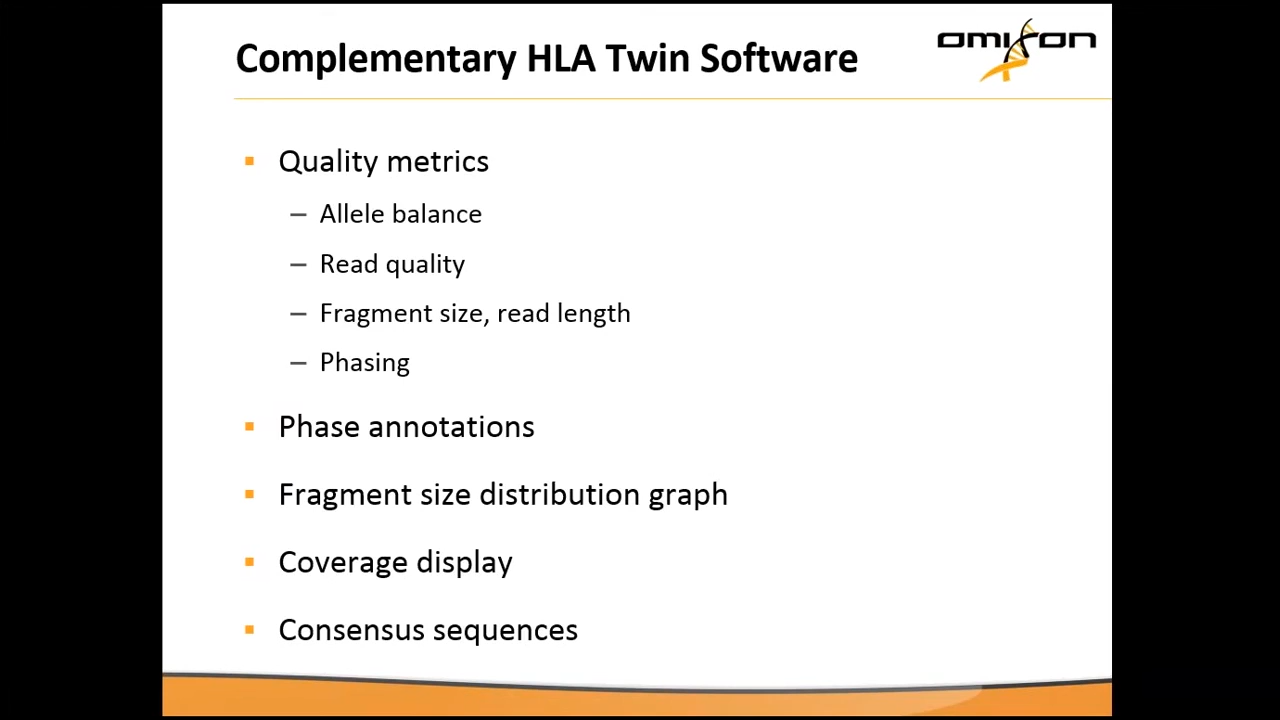 Complementary HLA Twin Software
omixon
▪ Quality metrics
– Allele balance
– Read quality
– Fragment size, read length
– Phasing
▪ Phase annotations
▪ Fragment size distribution graph
▪ Coverage display
▪ Consensus sequences